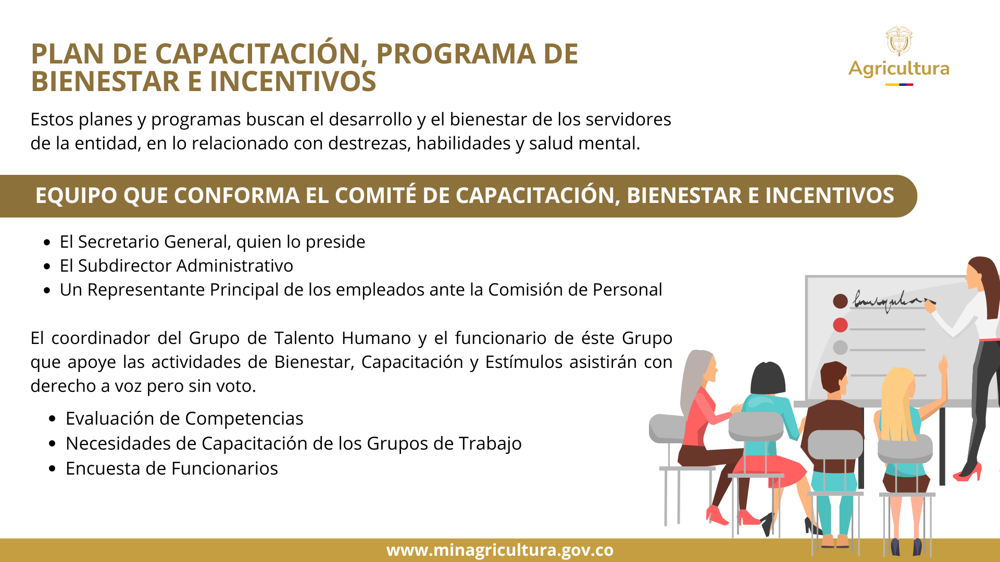 PLAN DE CAPACITACIÓN, PROGRAMA DE
BIENESTAR E INCENTIVOS
Agricultura
Estos planes y programas buscan el desarrollo y el bienestar de los servidores
de la entidad, en lo relacionado con destrezas, habilidades y salud mental.
EQUIPO QUE CONFORMA EL COMITÉ DE CAPACITACIÓN, BIENESTAR E INCENTIVOS
• El Secretario General, quien lo preside
• El Subdirector Administrativo
• Un Representante Principal de los empleados ante la Comisión de Personal
El coordinador del Grupo de Talento Humano y el funcionario de éste Grupo
que apoye las actividades de Bienestar, Capacitación y Estímulos asistirán con
derecho a voz pero sin voto.
• Evaluación de Competencias
• Necesidades de Capacitación de los Grupos de Trabajo
• Encuesta de Funcionarios
www.minagricultura.gov.co